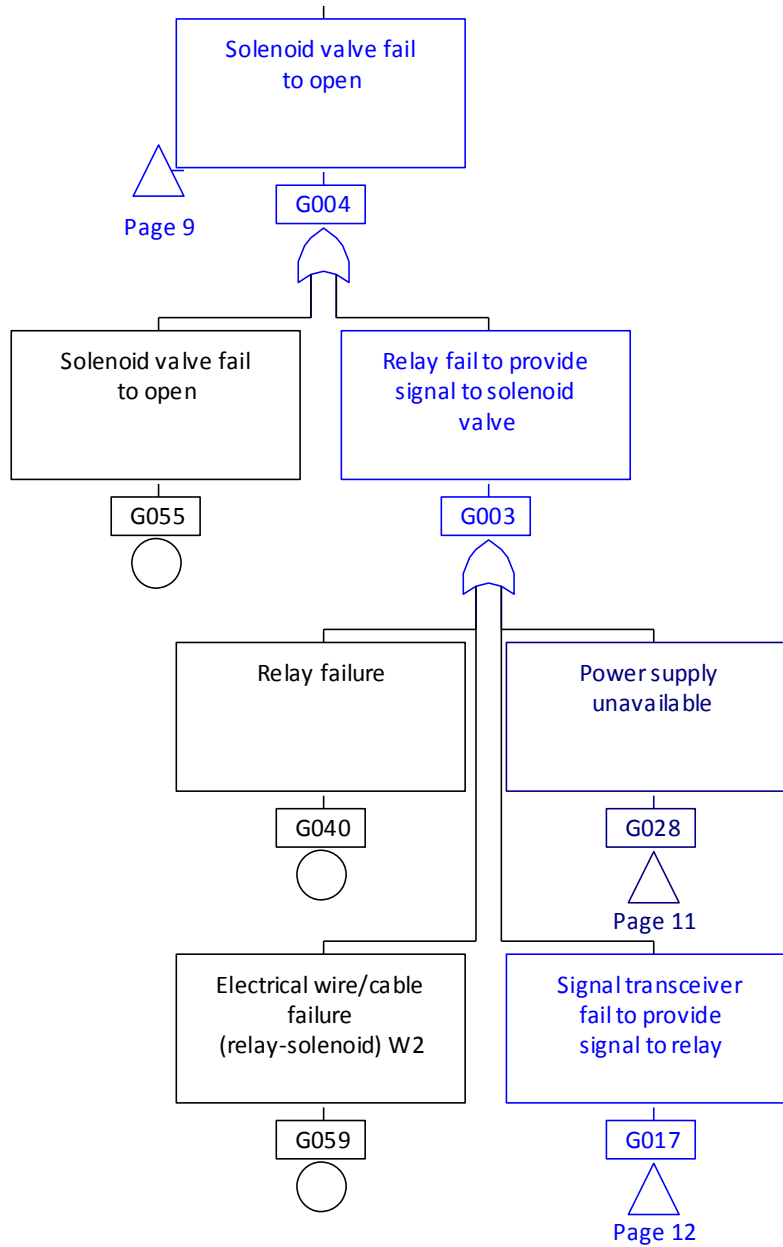 Solenoid valve fail
to open
Page 9
G004
Solenoid valve fail
to open
G055
Relay fail to provide
signal to solenoid
valve
G003
Relay failure
G040
Power supply
unavailable
G028
Page 11
Electrical wire/cable
failure
(relay-solenoid) W2
G059
Signal transceiver
fail to provide
signal to relay
G017
Page 12